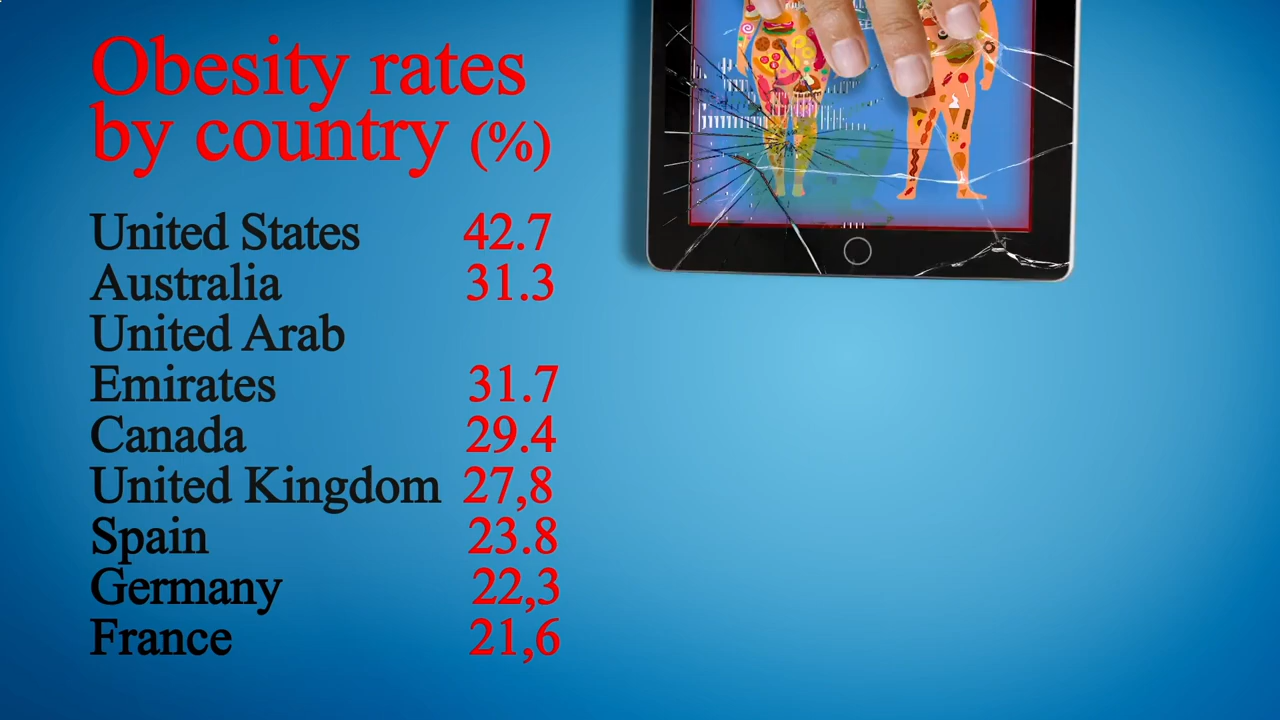 Obesity rates
by country (%)
United States 42.7
Australia 31.3
United Arab
Emirates 31.7
Canada 29.4
United Kingdom 27,8
Spain 23.8
Germany 22,3
France 21,6